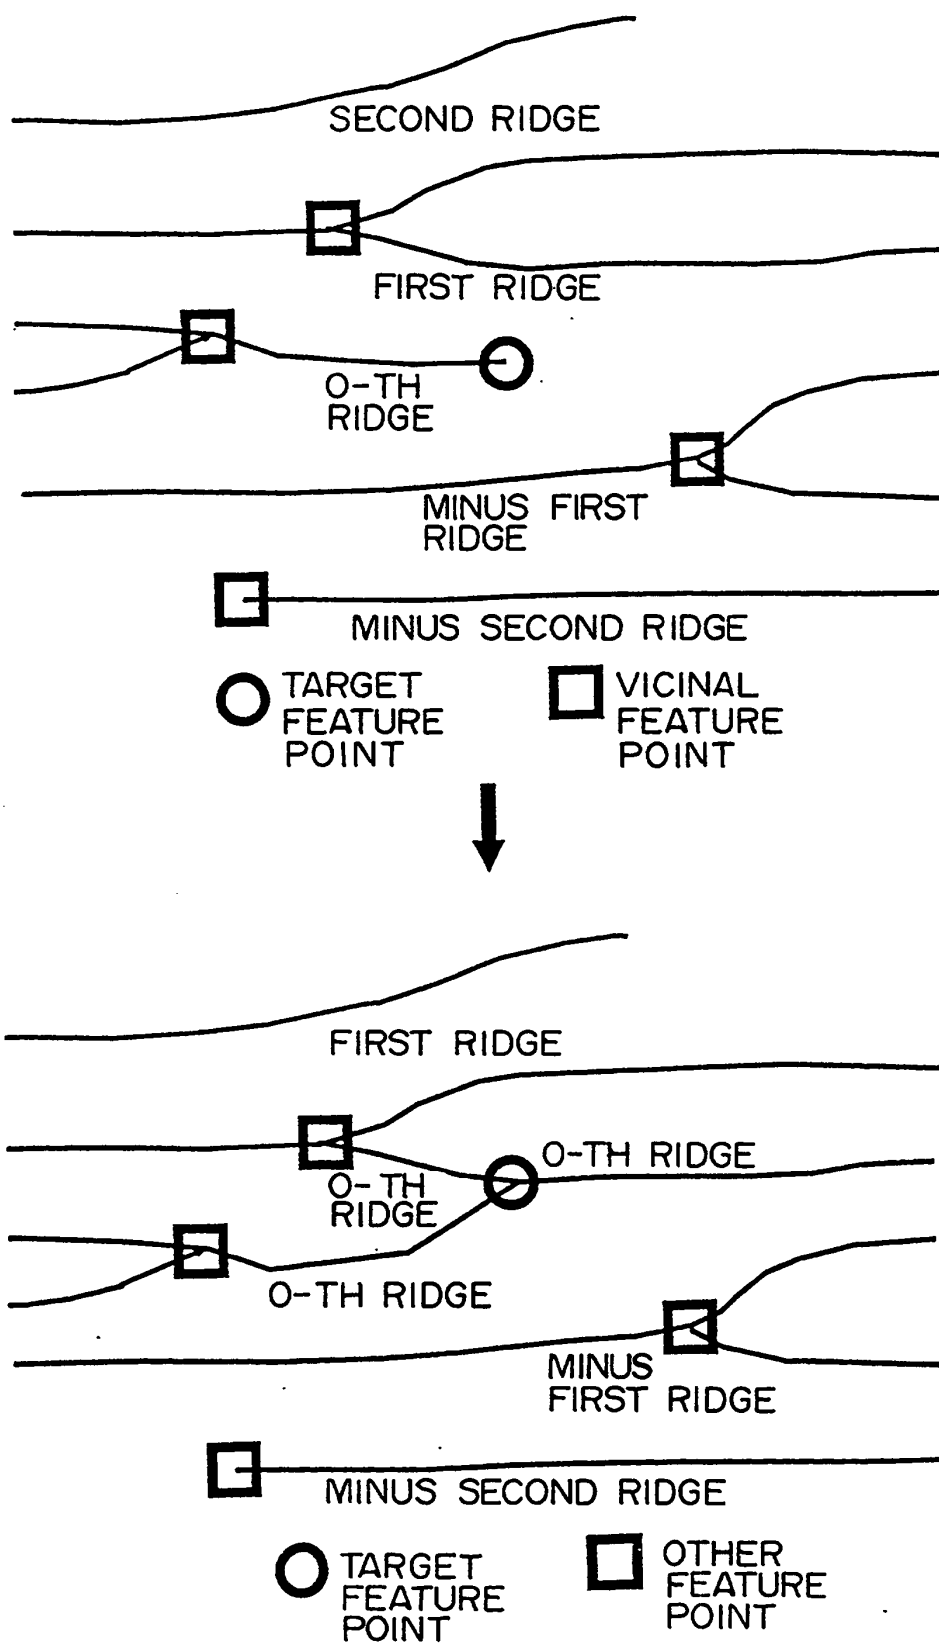 SECOND RIDGE
FIRST RIDGE
O-TH
RIDGE
MINUS FIRST
RIDGE
MINUS SECOND RIDGE
TARGET
FEATURE
POINT
VICINAL
FEATURE
POINT
FIRST RIDGE
O-TH RIDGE
O-TH
RIDGE
O-TH RIDGE
MINUS
FIRST RIDGE
MINUS SECOND RIDGE
TARGET
FEATURE
POINT
OTHER
FEATURE
POINT